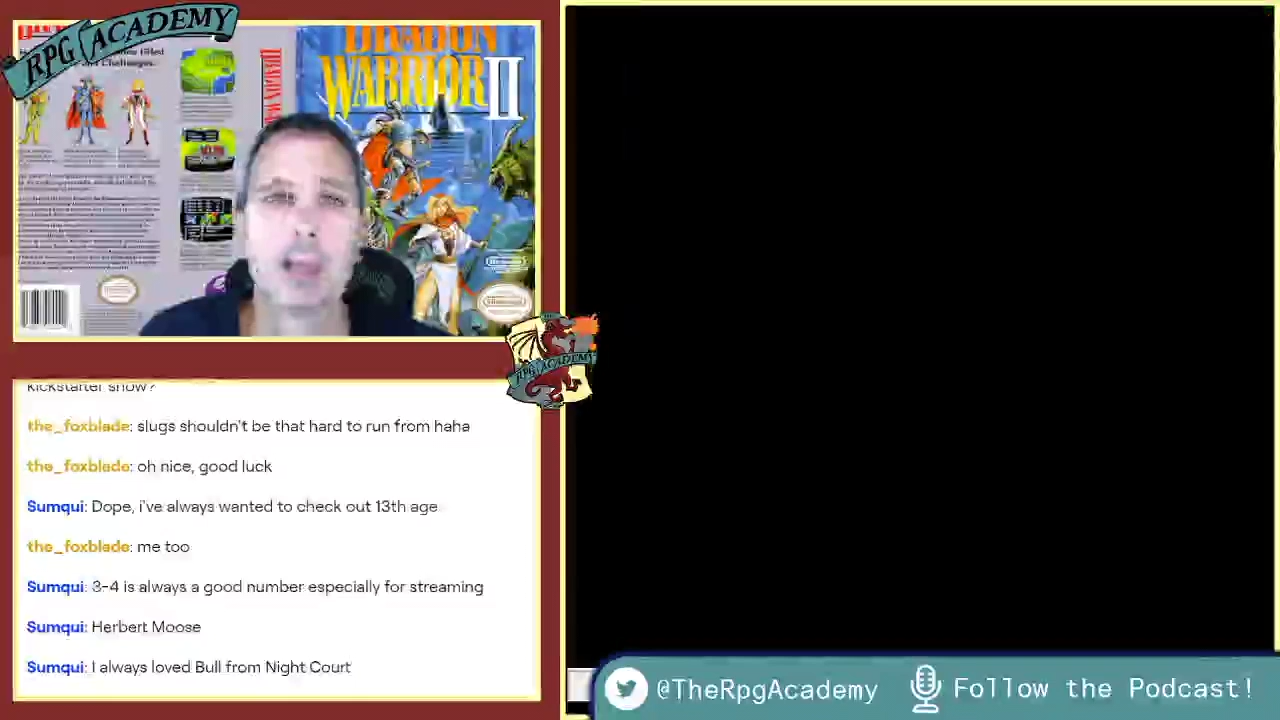 RPG ACADEMY
DRAGON
WARRIOR II
Challenges.
RPG ACADEMY
kickstarter show?
the_foxblade: slugs shouldn't be that hard to run from haha
the_foxblade: oh nice, good luck
Sumqui: Dope, i've always wanted to check out 13th age
the_foxblade: me too
Sumqui: 3-4 is always a good number especially for streaming
Sumqui: Herbert Moose
Sumqui: I always loved Bull from Night Court
@TheRpgAcademy
Follow the Podcast!